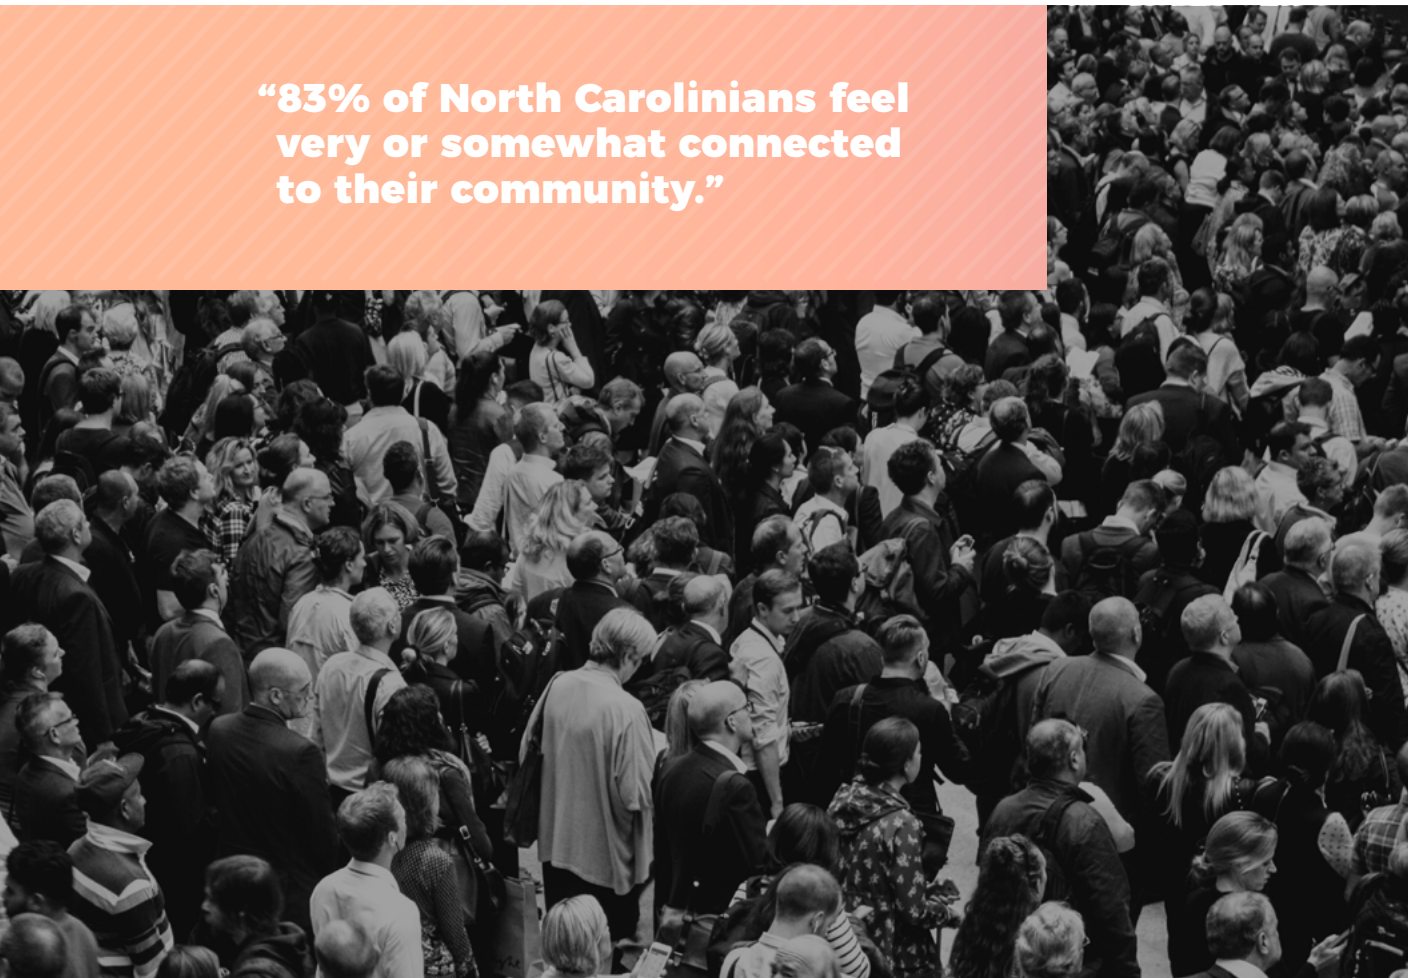 “83% of North Carolinians feel
very or somewhat connected
to their community.”